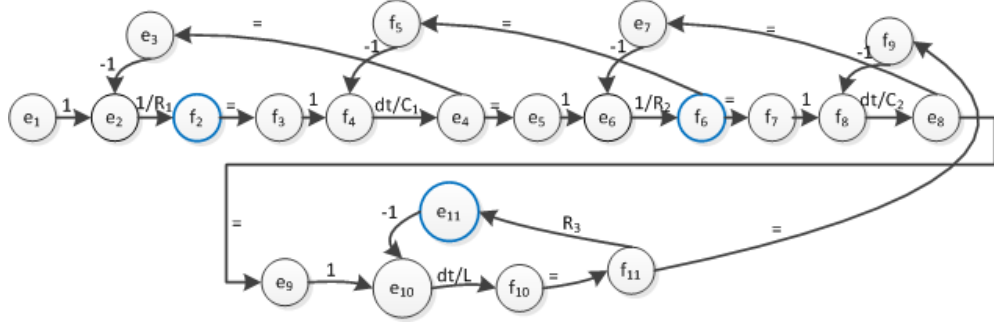 e3 = f5 = e7 = f9
-1 -1 -1 -1
e1 1 e2 1/R1 f2 = f3 1 f4 dt/C1 e4 = e5 1 e6 1/R2 f6 = f7 1 f8 dt/C2 e8
-1 e11 R3
= =
e9 1 e10 dt/L f10 = f11